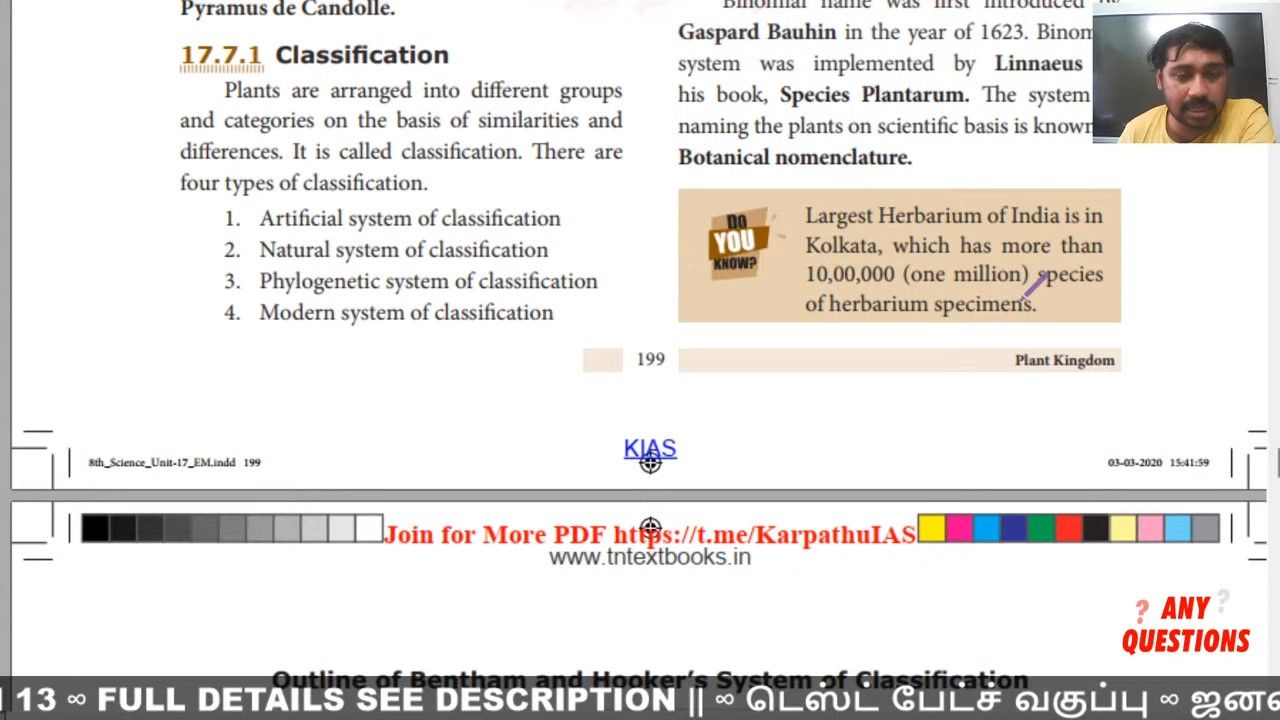 Pyramus de Candolle.
17.7.1 Classification
Plants are arranged into different groups
and categories on the basis of similarities and
differences. It is called classification. There are
four types of classification.
1. Artificial system of classification
2. Natural system of classification
3. Phylogenetic system of classification
4. Modern system of classification
Binomial name was first introduced
Gaspard Bauhin in the year of 1623. Binom
system was implemented by Linnaeus
his book, Species Plantarum. The system
naming the plants on scientific basis is known
Botanical nomenclature.
DO
YOU
KNOW?
Largest Herbarium of India is in
Kolkata, which has more than
10,00,000 (one million) species
of herbarium specimens.
199
Plant Kingdom
KIAS
8th_Science_Unit-17_EM.indd 199
03-03-2020 15:41:59
Join for More PDF https://t.me/KarpathuIAS
www.tntextbooks.in
? ANY ?
QUESTIONS
Outline of Bentham and Hooker's System of Classification
13 ∞ FULL DETAILS SEE DESCRIPTION || ∞ டெஸ்ட் பேட்ச் வகுப்பு ∞ ஜன